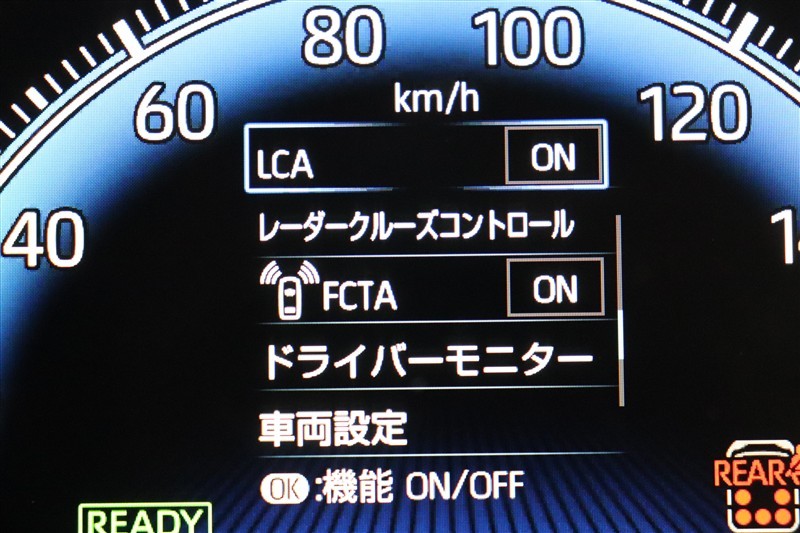 80 100
km/h
60 120
LCA ON
40
レーダークルーズコントロール
FCTA ON
ドライバーモニター
車両設定
OK:機能 ON/OFF
REAR
READY